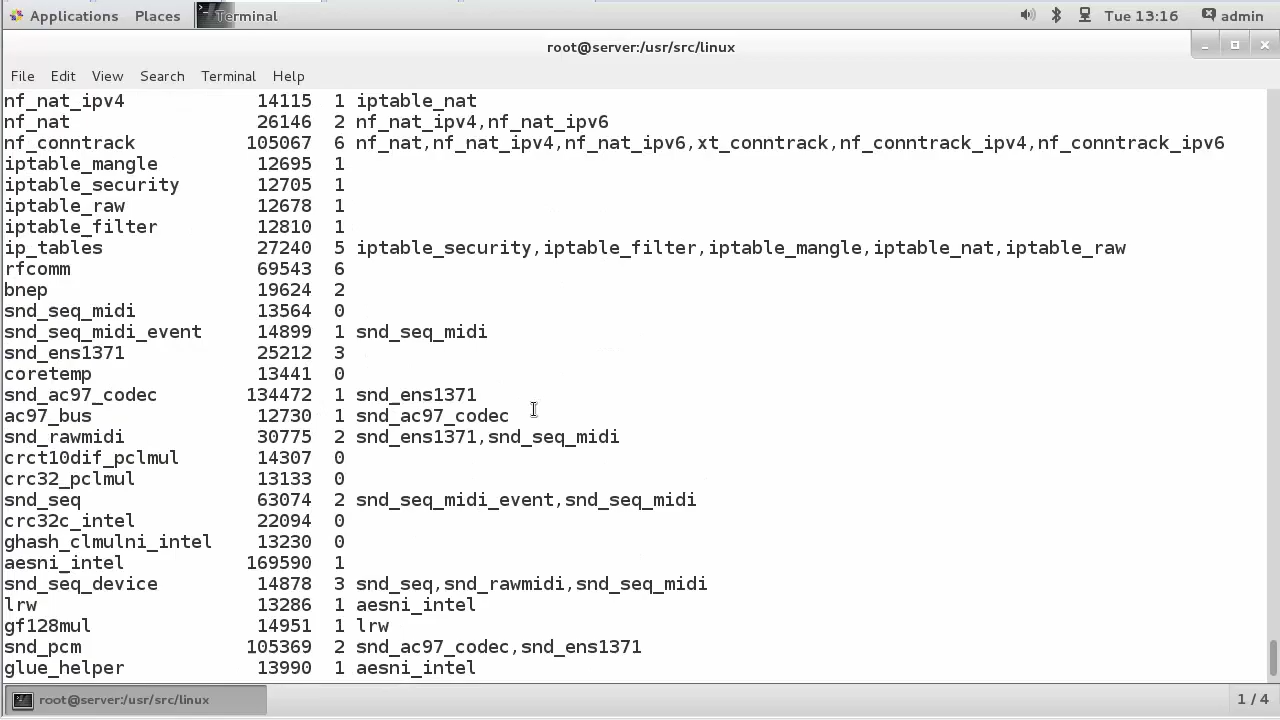 Applications Places Terminal Tue 13:16 admin
root@server:/usr/src/linux
File Edit View Search Terminal Help
nf_nat_ipv4 14115 1 iptable_nat
nf_nat 26146 2 nf_nat_ipv4,nf_nat_ipv6
nf_conntrack 105067 6 nf_nat,nf_nat_ipv4,nf_nat_ipv6,xt_conntrack,nf_conntrack_ipv4,nf_conntrack_ipv6
iptable_mangle 12695 1
iptable_security 12705 1
iptable_raw 12678 1
iptable_filter 12810 1
ip_tables 27240 5 iptable_security,iptable_filter,iptable_mangle,iptable_nat,iptable_raw
rfcomm 69543 6
bnep 19624 2
snd_seq_midi 13564 0
snd_seq_midi_event 14899 1 snd_seq_midi
snd_ens1371 25212 3
coretemp 13441 0
snd_ac97_codec 134472 1 snd_ens1371
ac97_bus 12730 1 snd_ac97_codec
snd_rawmidi 30775 2 snd_ens1371,snd_seq_midi
crct10dif_pclmul 14307 0
crc32_pclmul 13133 0
snd_seq 63074 2 snd_seq_midi_event,snd_seq_midi
crc32c_intel 22094 0
ghash_clmulni_intel 13230 0
aesni_intel 169590 1
snd_seq_device 14878 3 snd_seq,snd_rawmidi,snd_seq_midi
lrw 13286 1 aesni_intel
gf128mul 14951 1 lrw
snd_pcm 105369 2 snd_ac97_codec,snd_ens1371
glue_helper 13990 1 aesni_intel
root@server:/usr/src/linux 1 / 4